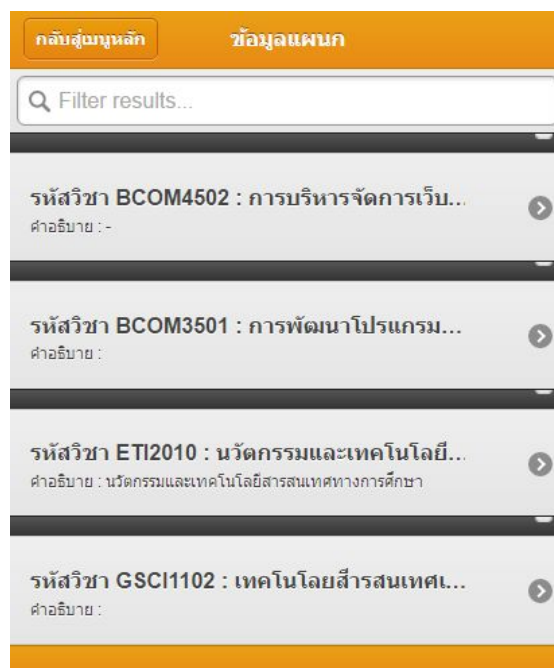 กลับสู่เมนูหลัก
ข้อมูลแผนก
Filter results...
รหัสวิชา BCOM4502 : การบริหารจัดการเว็บ...
คำอธิบาย : -
รหัสวิชา BCOM3501 : การพัฒนาโปรแกรม...
คำอธิบาย :
รหัสวิชา ETI2010 : นวัตกรรมและเทคโนโลยี...
คำอธิบาย : นวัตกรรมและเทคโนโลยีสารสนเทศทางการศึกษา
รหัสวิชา GSCI1102 : เทคโนโลยสีารสนเทศเ...
คำอธิบาย :